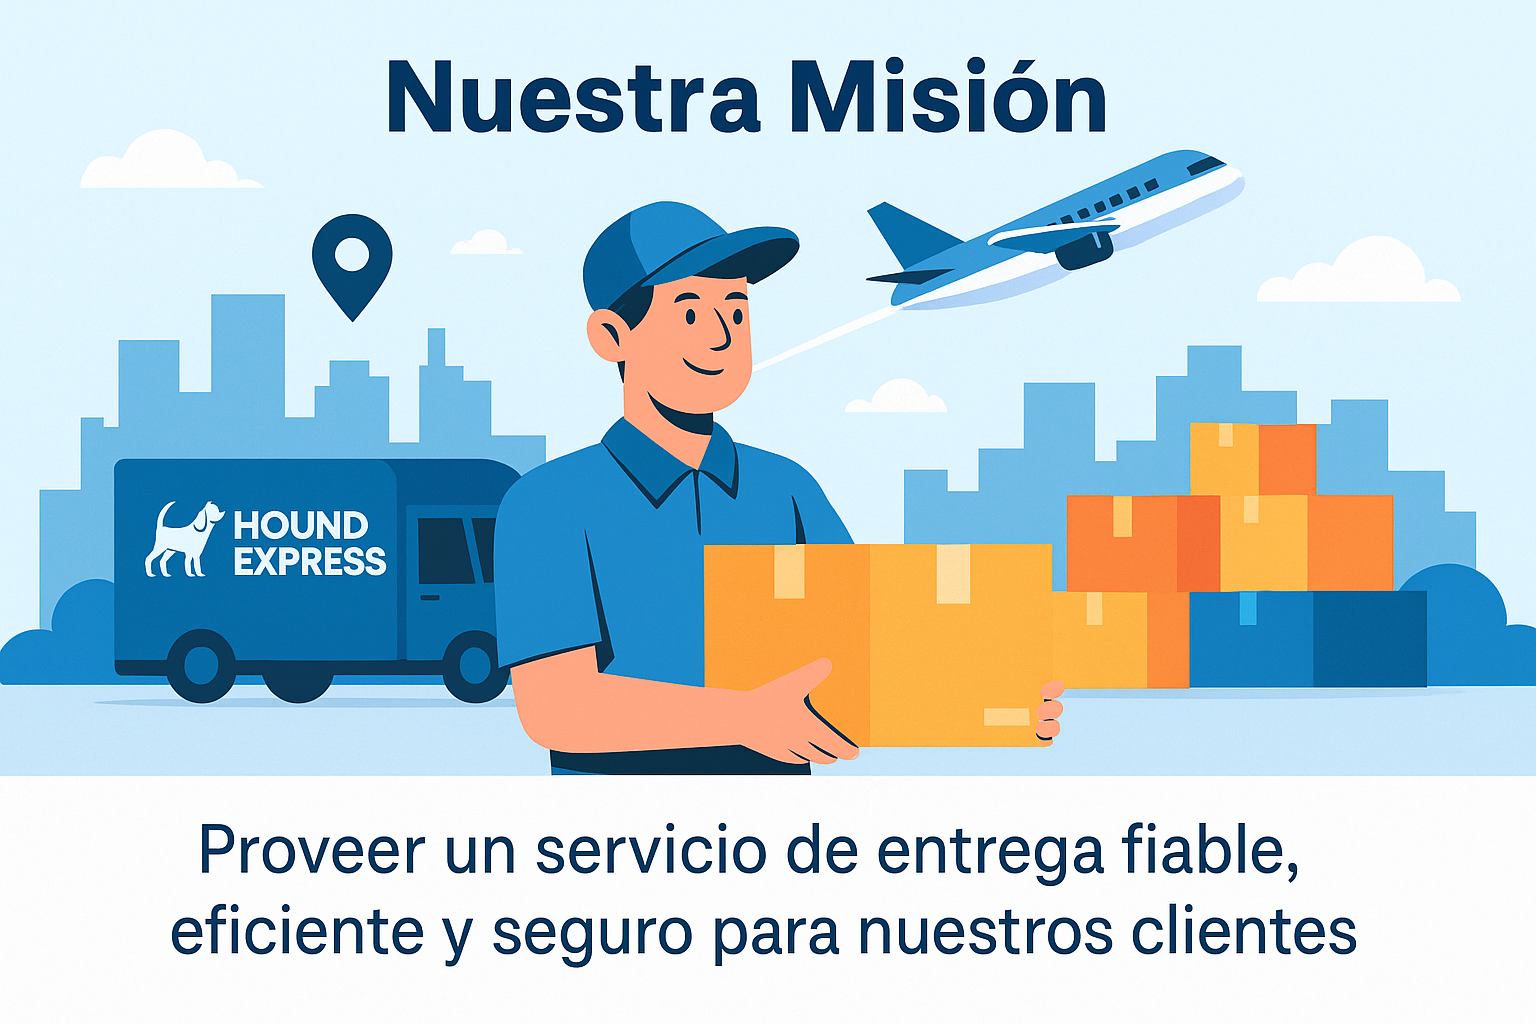 Nuestra Misión
HOUND
EXPRESS
Proveer un servicio de entrega fiable,
eficiente y seguro para nuestros clientes